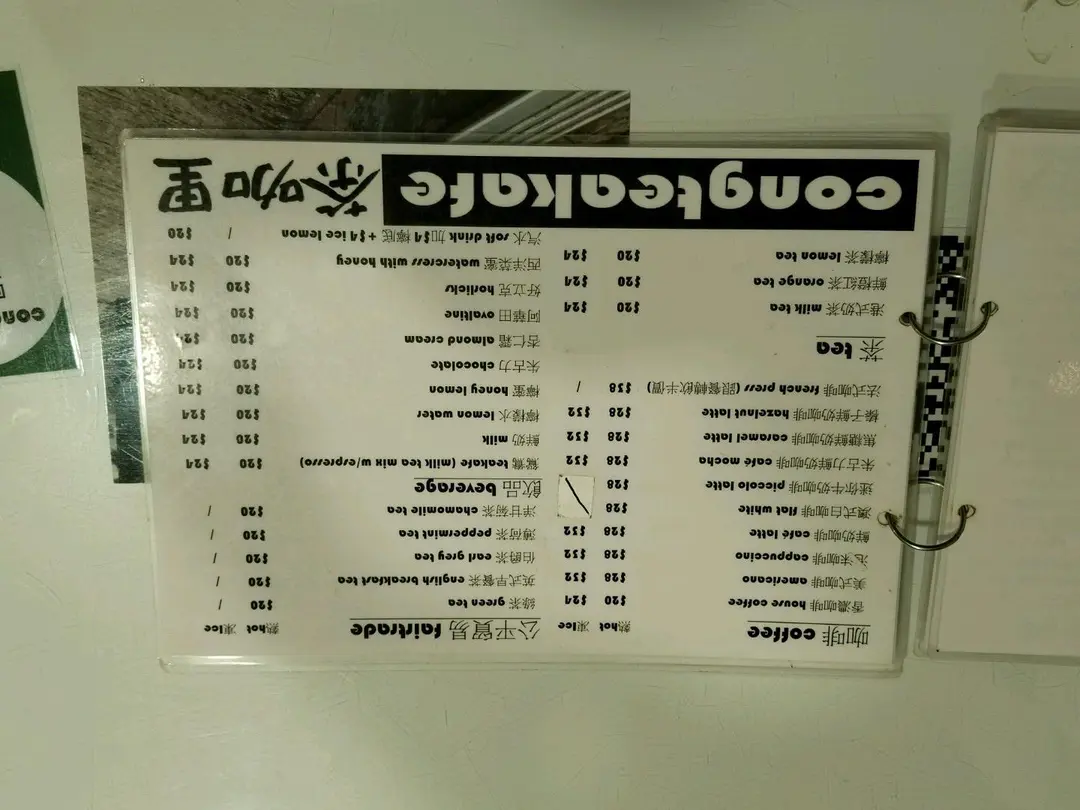 咖啡 coffee 熱hot 凍Ice
香濃咖啡 house coffee $20 $24
美式咖啡 americano $28 $32
泡沫咖啡 cappuccino $28 $32
鮮奶咖啡 café latte $28 $32
澳式白咖啡 flat white $28
迷你牛奶咖啡 piccolo latte $28
朱古力鮮奶咖啡 café mocha $28 $32
焦糖鮮奶咖啡 caramel latte $28 $32
榛子鮮奶咖啡 hazelnut latte $28 $32
法式咖啡 french press (跟餐轉飲半價) $38 /
茶 tea
港式奶茶 milk tea $20 $24
鮮橙紅茶 orange tea $20 $24
檸檬茶 lemon tea $20 $24
公平貿易 fairtrade 熱hot 凍Ice
綠茶 green tea $20 /
英式早餐茶 english breakfast tea $20 /
伯爵茶 earl grey tea $20 /
薄荷茶 peppermint tea $20 /
洋甘菊茶 chamomile tea $20 /
飲品 beverage
鴛鴦 teakafe (milk tea mix w/espresso) $20 $24
鮮奶 milk $20 $24
檸檬水 lemon water $20 $24
檸蜜 honey lemon $20 $24
朱古力 chocolate $20 $24
杏仁霜 almond cream $20 $24
阿華田 ovaltine $20 $24
好立克 horlicks $20 $24
西洋菜蜜 watercress with honey $20 $24
汽水 soft drink 加$4檸底 +$4 ice lemon / $20
congteakafe 茶咖里
cong